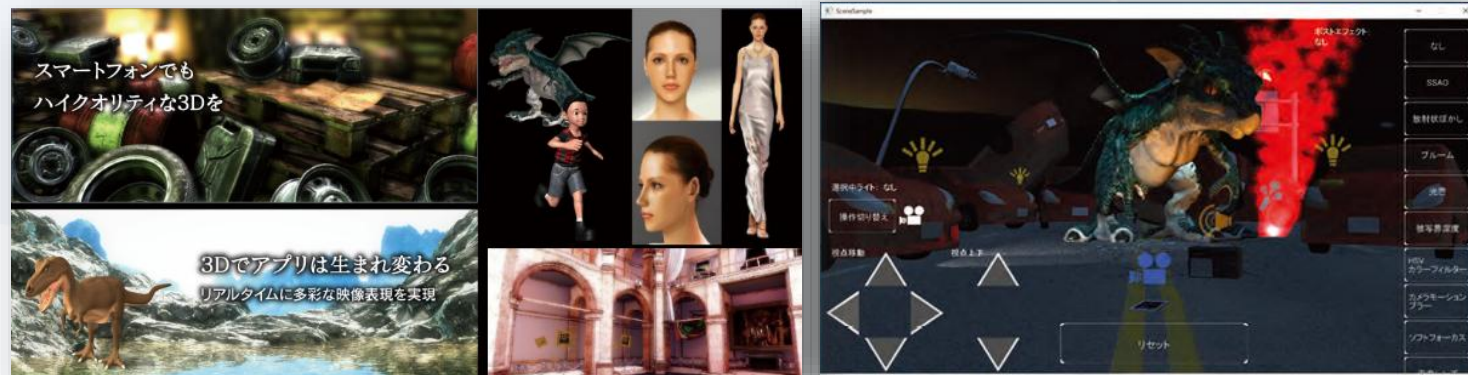 スマートフォンでも
ハイクオリティな3Dを
3Dでアプリは生まれ変わる
リアルタイムに多彩な映像表現を実現
SceneSample
ポストエフェクト:
なし
なし
SSAO
放射状ぼかし
ブルーム
選択中ライト: なし
操作切り替え
被写界深度
視点移動
視点上下
HSV
カラーフィルター
カメラモーション
ブラー
リセット
ソフトフォーカス